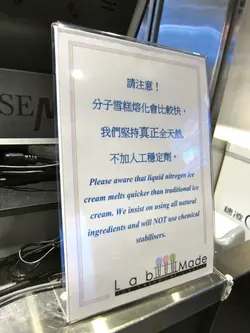 SEN
請注意！
分子雪糕熔化會比較快，
我們堅持真正全天然，
不加人工穩定劑。
Please aware that liquid nitrogen ice
cream melts quicker than traditional ice
cream. We insist on using all natural
ingredients and will NOT use chemical
stabilisers.
Lab Made